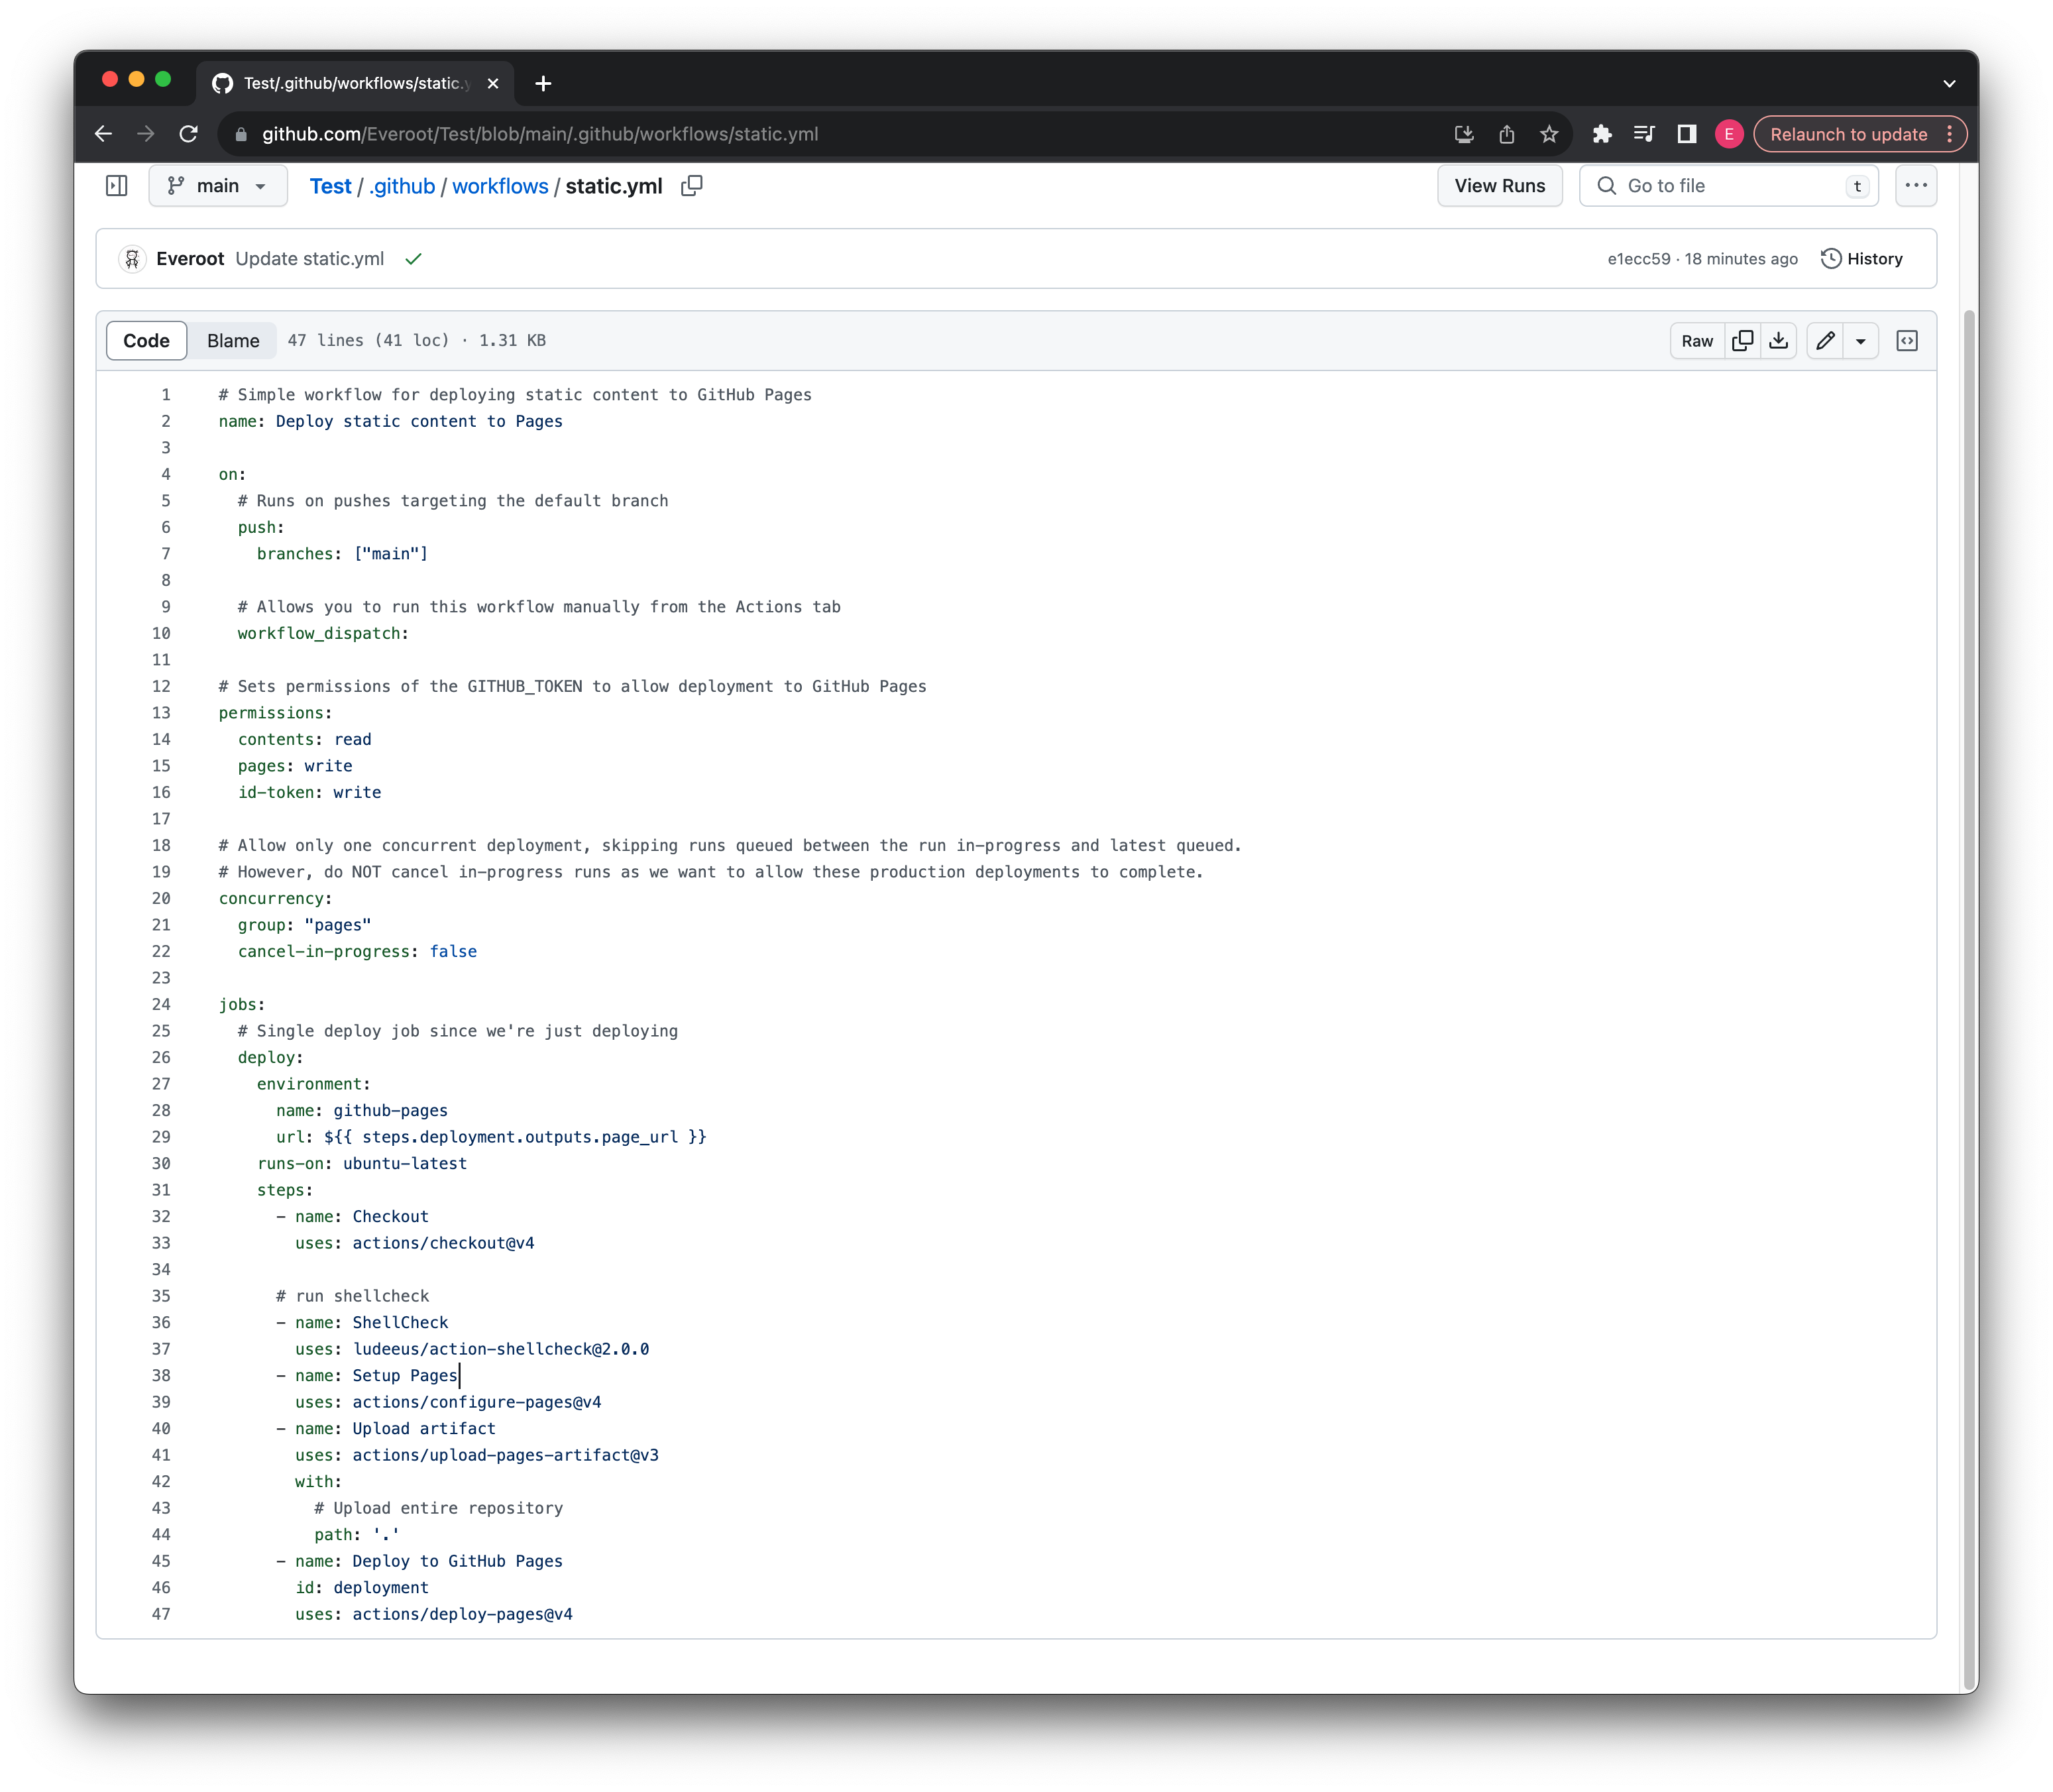 Test/.github/workflows/static.y
github.com/Everoot/Test/blob/main/.github/workflows/static.yml
E
Relaunch to update
main
Test / .github / workflows / static.yml
View Runs
Go to file
t
Everoot Update static.yml
e1ecc59 · 18 minutes ago
History
Code
Blame
47 lines (41 loc) · 1.31 KB
Raw
1 # Simple workflow for deploying static content to GitHub Pages
2 name: Deploy static content to Pages
3
4 on:
5   # Runs on pushes targeting the default branch
6   push:
7     branches: ["main"]
8
9   # Allows you to run this workflow manually from the Actions tab
10   workflow_dispatch:
11
12 # Sets permissions of the GITHUB_TOKEN to allow deployment to GitHub Pages
13 permissions:
14   contents: read
15   pages: write
16   id-token: write
17
18 # Allow only one concurrent deployment, skipping runs queued between the run in-progress and latest queued.
19 # However, do NOT cancel in-progress runs as we want to allow these production deployments to complete.
20 concurrency:
21   group: "pages"
22   cancel-in-progress: false
23
24 jobs:
25   # Single deploy job since we're just deploying
26   deploy:
27     environment:
28       name: github-pages
29       url: ${{ steps.deployment.outputs.page_url }}
30     runs-on: ubuntu-latest
31     steps:
32       - name: Checkout
33         uses: actions/checkout@v4
34
35       # run shellcheck
36       - name: ShellCheck
37         uses: ludeeus/action-shellcheck@2.0.0
38       - name: Setup Pages
39         uses: actions/configure-pages@v4
40       - name: Upload artifact
41         uses: actions/upload-pages-artifact@v3
42         with:
43           # Upload entire repository
44           path: '.'
45       - name: Deploy to GitHub Pages
46         id: deployment
47         uses: actions/deploy-pages@v4